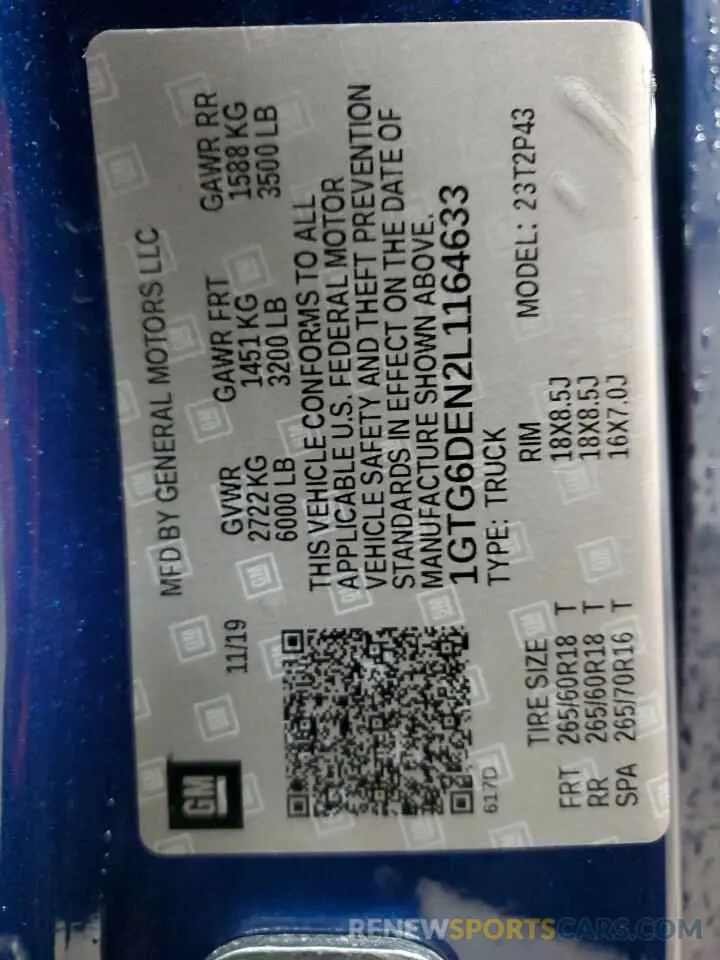 GM
MFD BY GENERAL MOTORS LLC
11/19
GVWR GAWR FRT GAWR RR
2722 KG 1451 KG 1588 KG
6000 LB 3200 LB 3500 LB
THIS VEHICLE CONFORMS TO ALL
APPLICABLE U.S. FEDERAL MOTOR
VEHICLE SAFETY AND THEFT PREVENTION
STANDARDS IN EFFECT ON THE DATE OF
MANUFACTURE SHOWN ABOVE.
1GTG6DEN2L1164633
TYPE: TRUCK MODEL: 23T2P43
617D
TIRE SIZE RIM
FRT 265/60R18 T 18X8.5J
RR 265/60R18 T 18X8.5J
SPA 265/70R16 T 16X7.0J
RENEWSPORTSCARS.COM